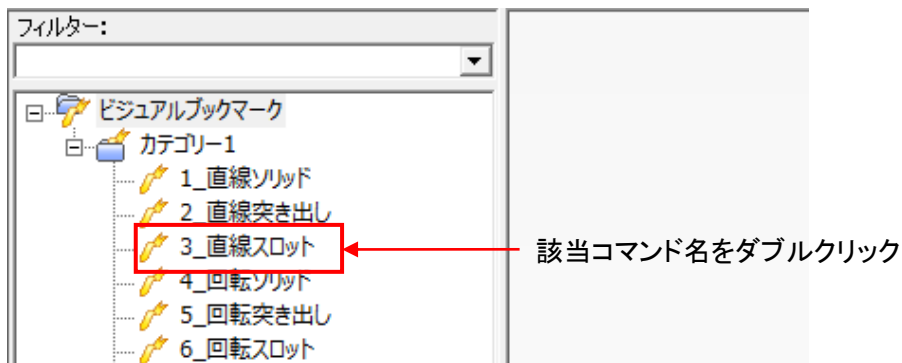 フィルター:
ビジュアルブックマーク
カテゴリー1
1_直線ソリッド
2_直線突き出し
3_直線スロット
該当コマンド名をダブルクリック
4_回転ソリッド
5_回転突き出し
6_回転スロット